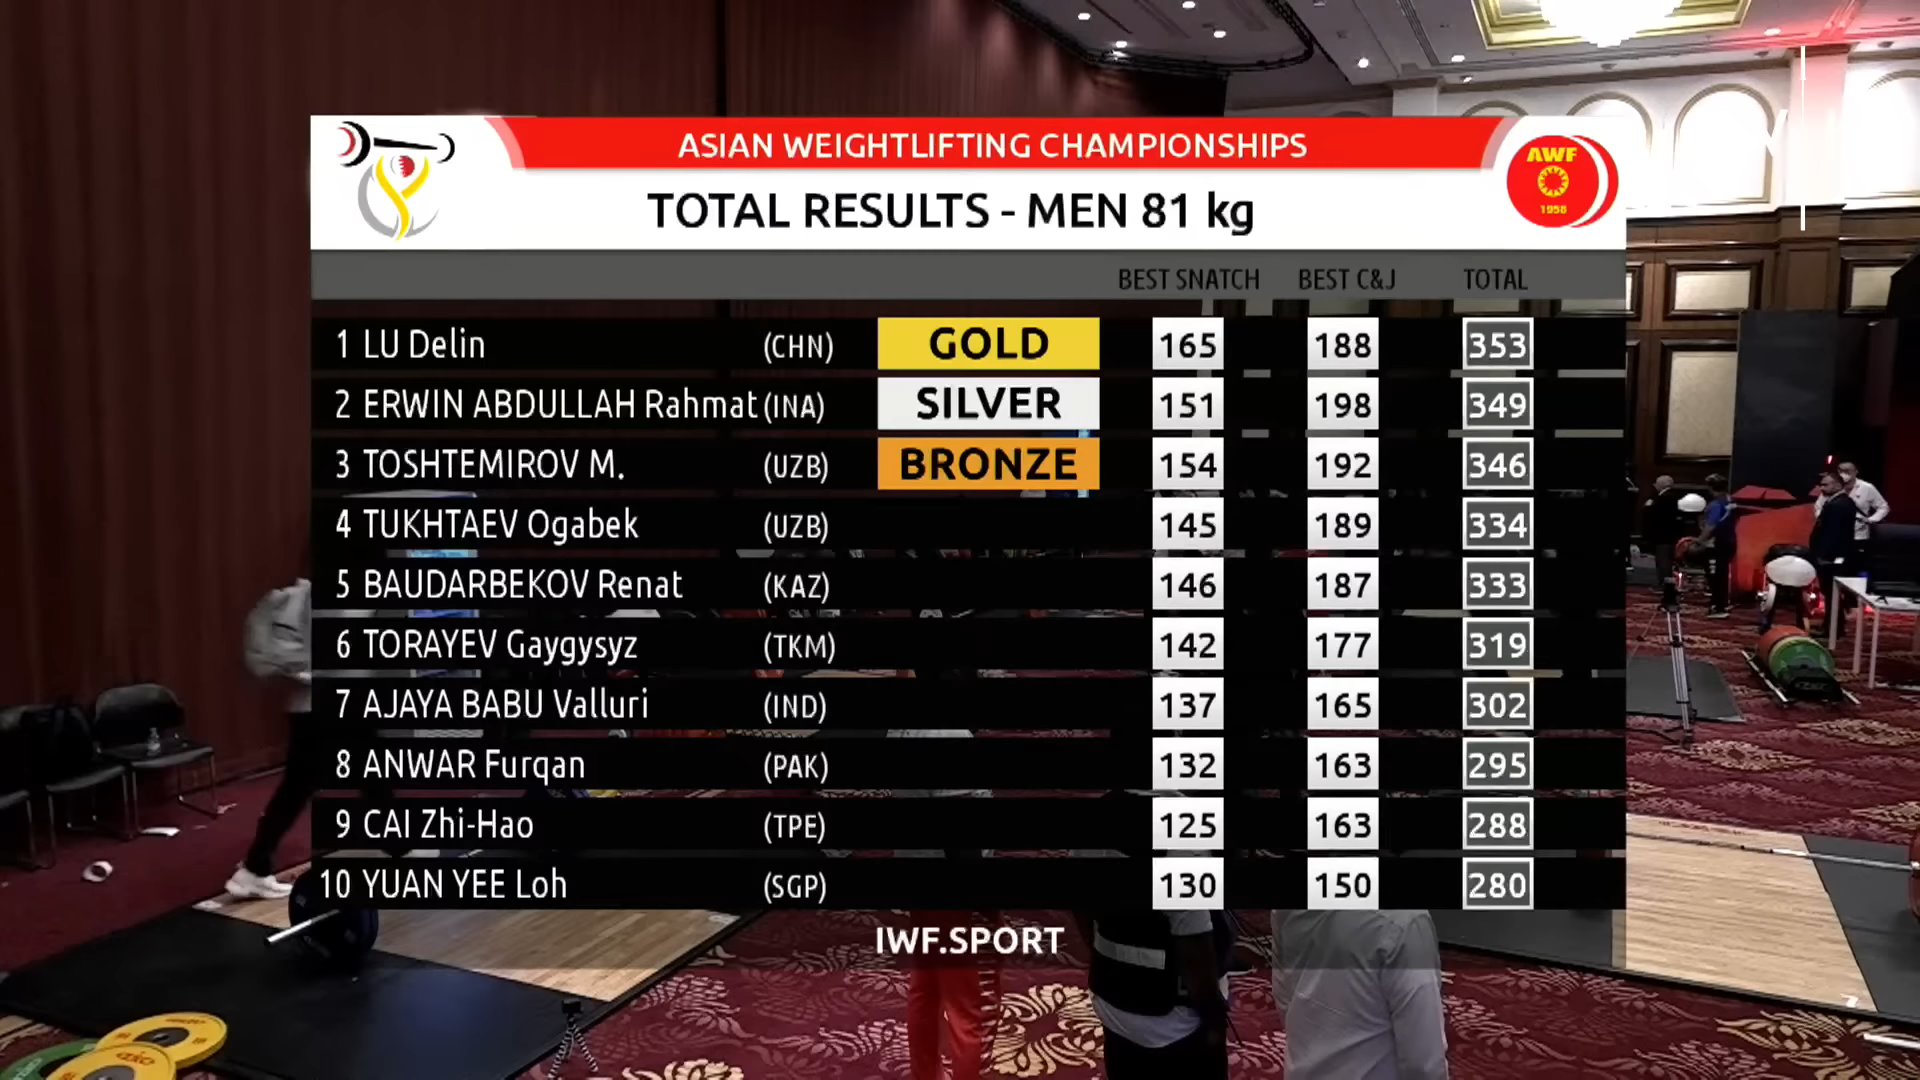 ASIAN WEIGHTLIFTING CHAMPIONSHIPS
AWF
1958
TOTAL RESULTS - MEN 81 kg
BEST SNATCH BEST C&J TOTAL
1 LU Delin (CHN) GOLD 165 188 353
2 ERWIN ABDULLAH Rahmat (INA) SILVER 151 198 349
3 TOSHTEMIROV M. (UZB) BRONZE 154 192 346
4 TUKHTAEV Ogabek (UZB) 145 189 334
5 BAUDARBEKOV Renat (KAZ) 146 187 333
6 TORAYEV Gaygysyz (TKM) 142 177 319
7 AJAYA BABU Valluri (IND) 137 165 302
8 ANWAR Furqan (PAK) 132 163 295
9 CAI Zhi-Hao (TPE) 125 163 288
10 YUAN YEE Loh (SGP) 130 150 280
IWF.SPORT